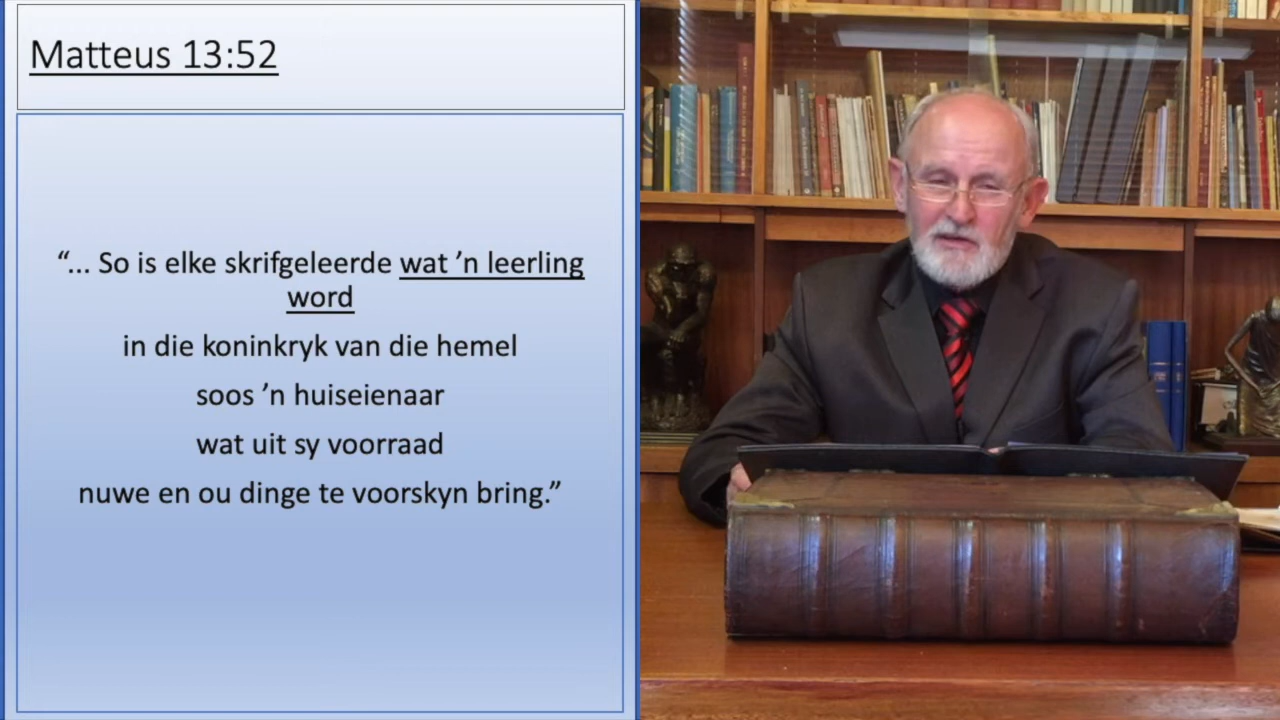 Matteus 13:52
“... So is elke skrifgeleerde wat ’n leerling
word
in die koninkryk van die hemel
soos ’n huiseienaar
wat uit sy voorraad
nuwe en ou dinge te voorskyn bring.”